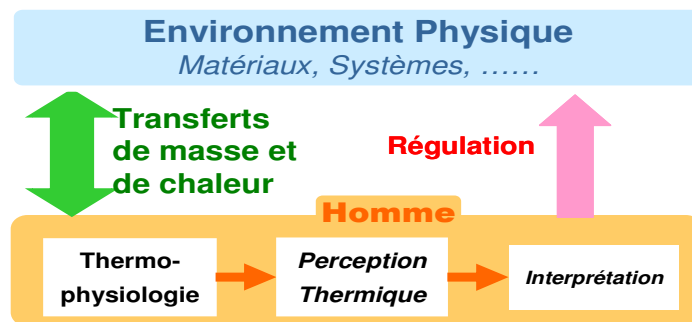 Environnement Physique
Matériaux, Systèmes, ……
Transferts
de masse et
de chaleur
Régulation
Homme
Thermo-
physiologie
Perception
Thermique
Interprétation